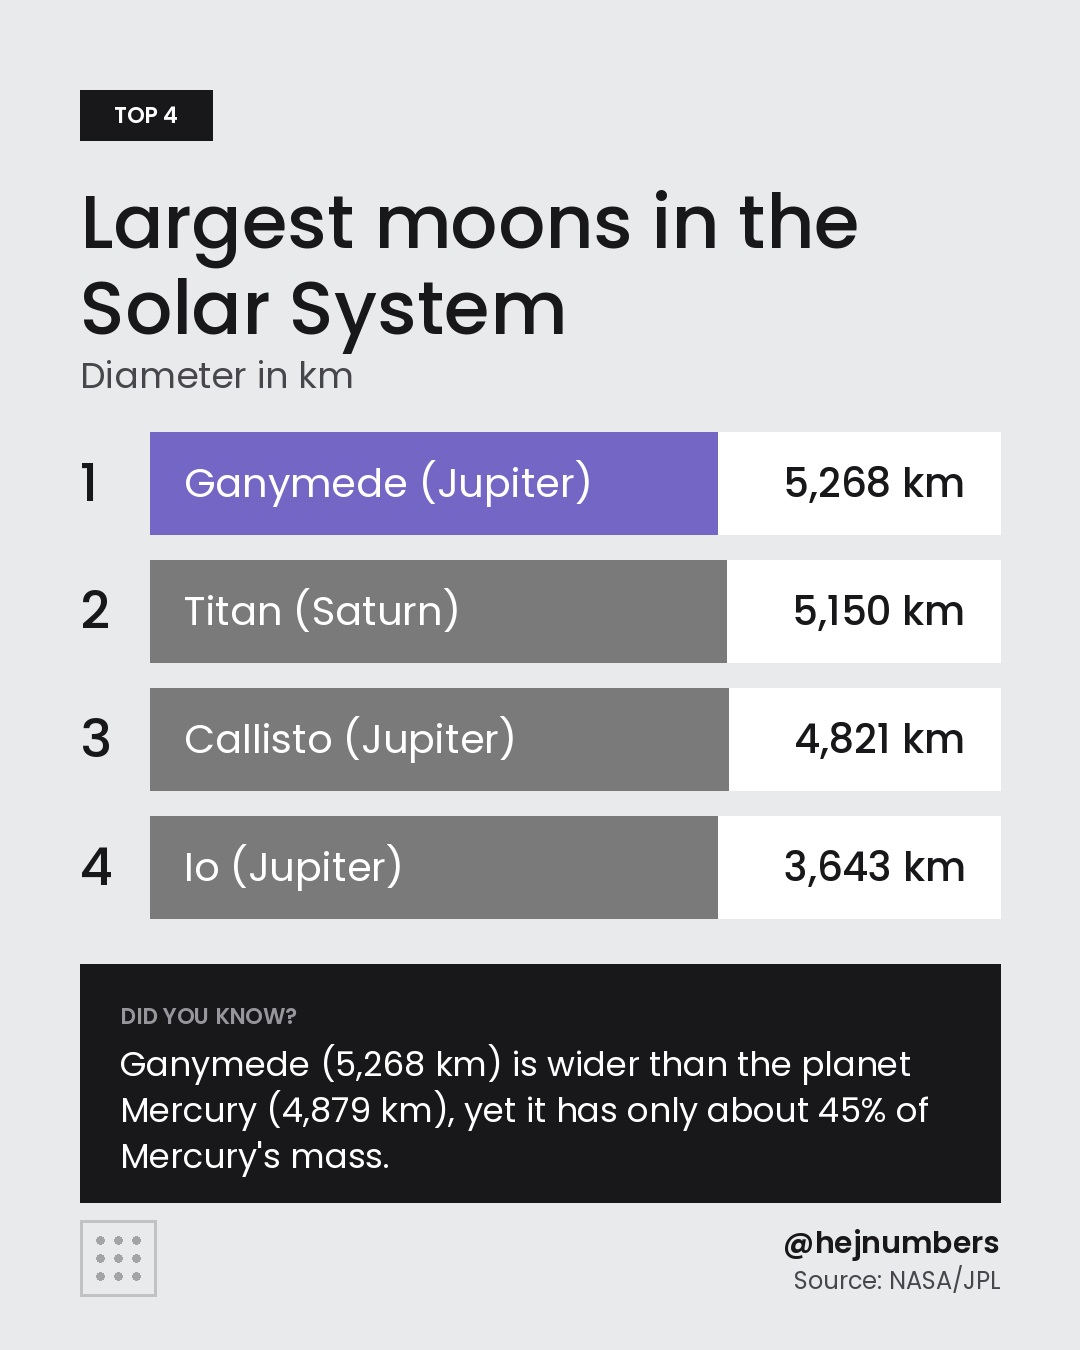 TOP 4
Largest moons in the
Solar System
Diameter in km
1 Ganymede (Jupiter) 5,268 km
2 Titan (Saturn) 5,150 km
3 Callisto (Jupiter) 4,821 km
4 Io (Jupiter) 3,643 km
DID YOU KNOW?
Ganymede (5,268 km) is wider than the planet
Mercury (4,879 km), yet it has only about 45% of
Mercury's mass.
@hejnumbers
Source: NASA/JPL